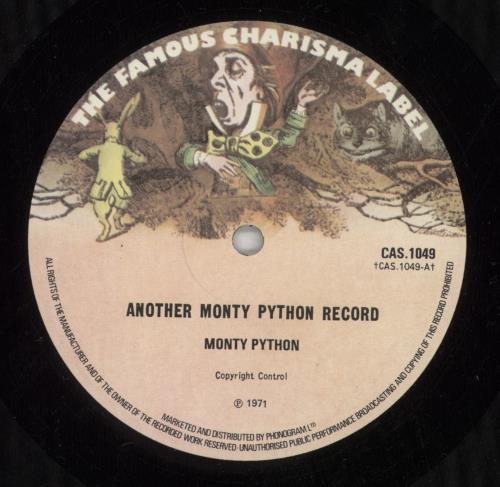 THE FAMOUS CHARISMA LABEL
CAS.1049
†CAS.1049-A†
ANOTHER MONTY PYTHON RECORD
MONTY PYTHON
Copyright Control
℗ 1971
ALL RIGHTS OF THE MANUFACTURER AND OF THE OWNER OF THE RECORDED WORK RESERVED·UNAUTHORISED PUBLIC PERFORMANCE BROADCASTING AND COPYING OF THIS RECORD PROHIBITED
MARKETED AND DISTRIBUTED BY PHONOGRAM LTD